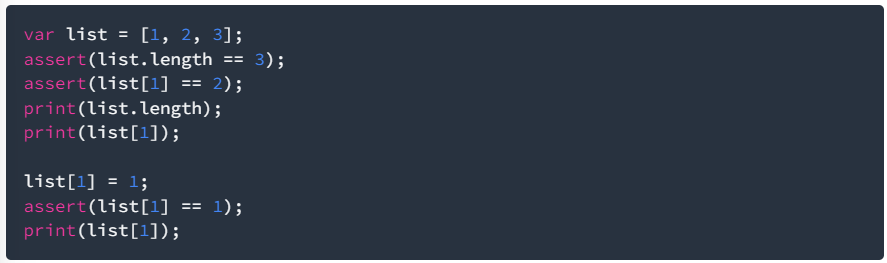 var list = [1, 2, 3];
assert(list.length == 3);
assert(list[1] == 2);
print(list.length);
print(list[1]);

list[1] = 1;
assert(list[1] == 1);
print(list[1]);